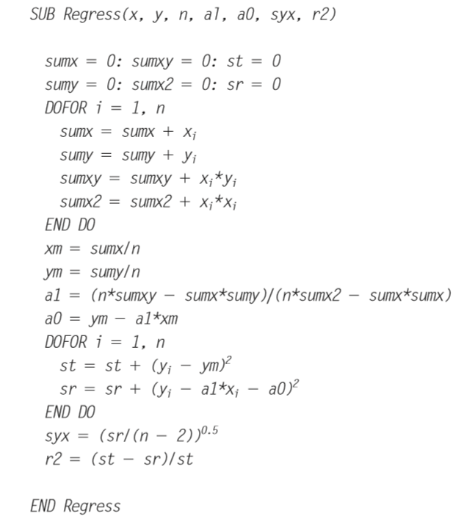 SUB Regress(x, y, n, a1, a0, syx, r2)
sumx = 0: sumxy = 0: st = 0
sumy = 0: sumx2 = 0: sr = 0
DOFOR i = 1, n
sumx = sumx + xᵢ
sumy = sumy + yᵢ
sumxy = sumxy + xᵢ*yᵢ
sumx2 = sumx2 + xᵢ*xᵢ
END DO
xm = sumx/n
ym = sumy/n
a1 = (n*sumxy − sumx*sumy)/(n*sumx2 − sumx*sumx)
a0 = ym − a1*xm
DOFOR i = 1, n
st = st + (yᵢ − ym)²
sr = sr + (yᵢ − a1*xᵢ − a0)²
END DO
syx = (sr/(n − 2))⁰·⁵
r2 = (st − sr)/st
END Regress